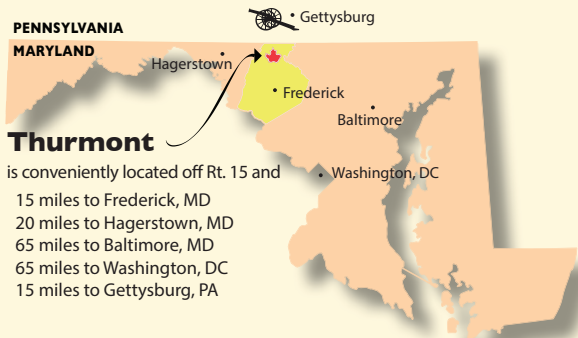 PENNSYLVANIA
MARYLAND
Gettysburg
Hagerstown
Frederick
Baltimore
Washington, DC
Thurmont
is conveniently located off Rt. 15 and
15 miles to Frederick, MD
20 miles to Hagerstown, MD
65 miles to Baltimore, MD
65 miles to Washington, DC
15 miles to Gettysburg, PA